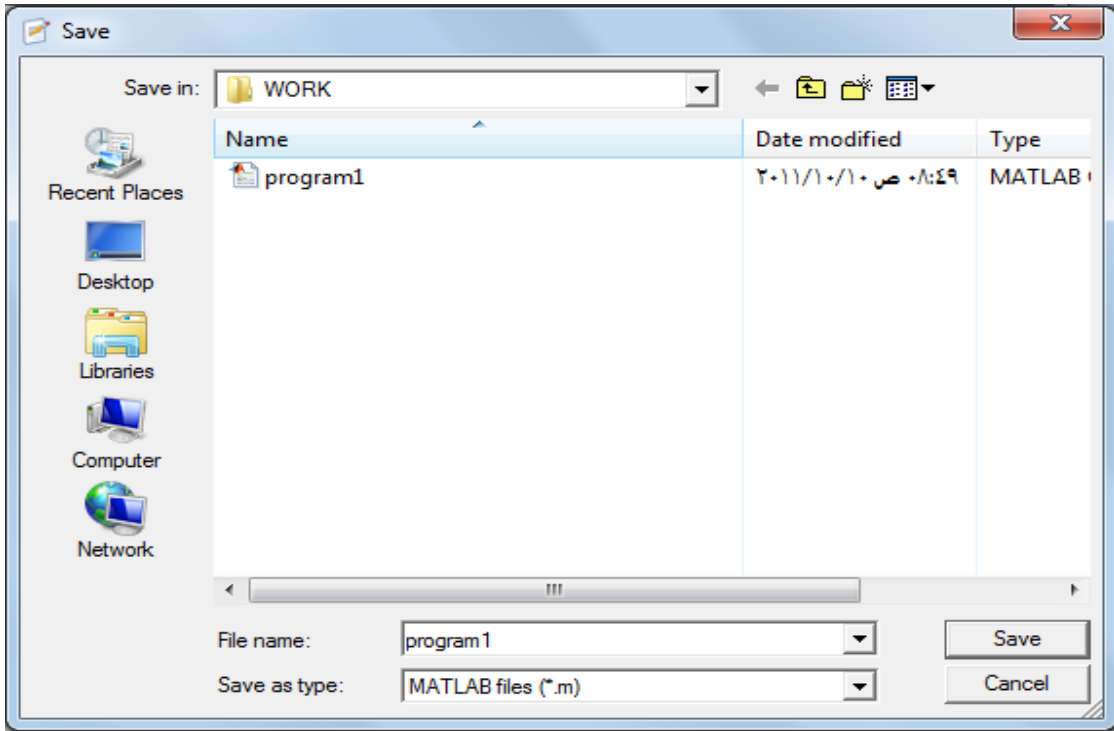 Save
Save in: WORK
Name Date modified Type
program1 ٠٨:٤٩ ص ٢٠١١/١٠/١٠ MATLAB
Recent Places
Desktop
Libraries
Computer
Network
File name: program1 Save
Save as type: MATLAB files (*.m) Cancel